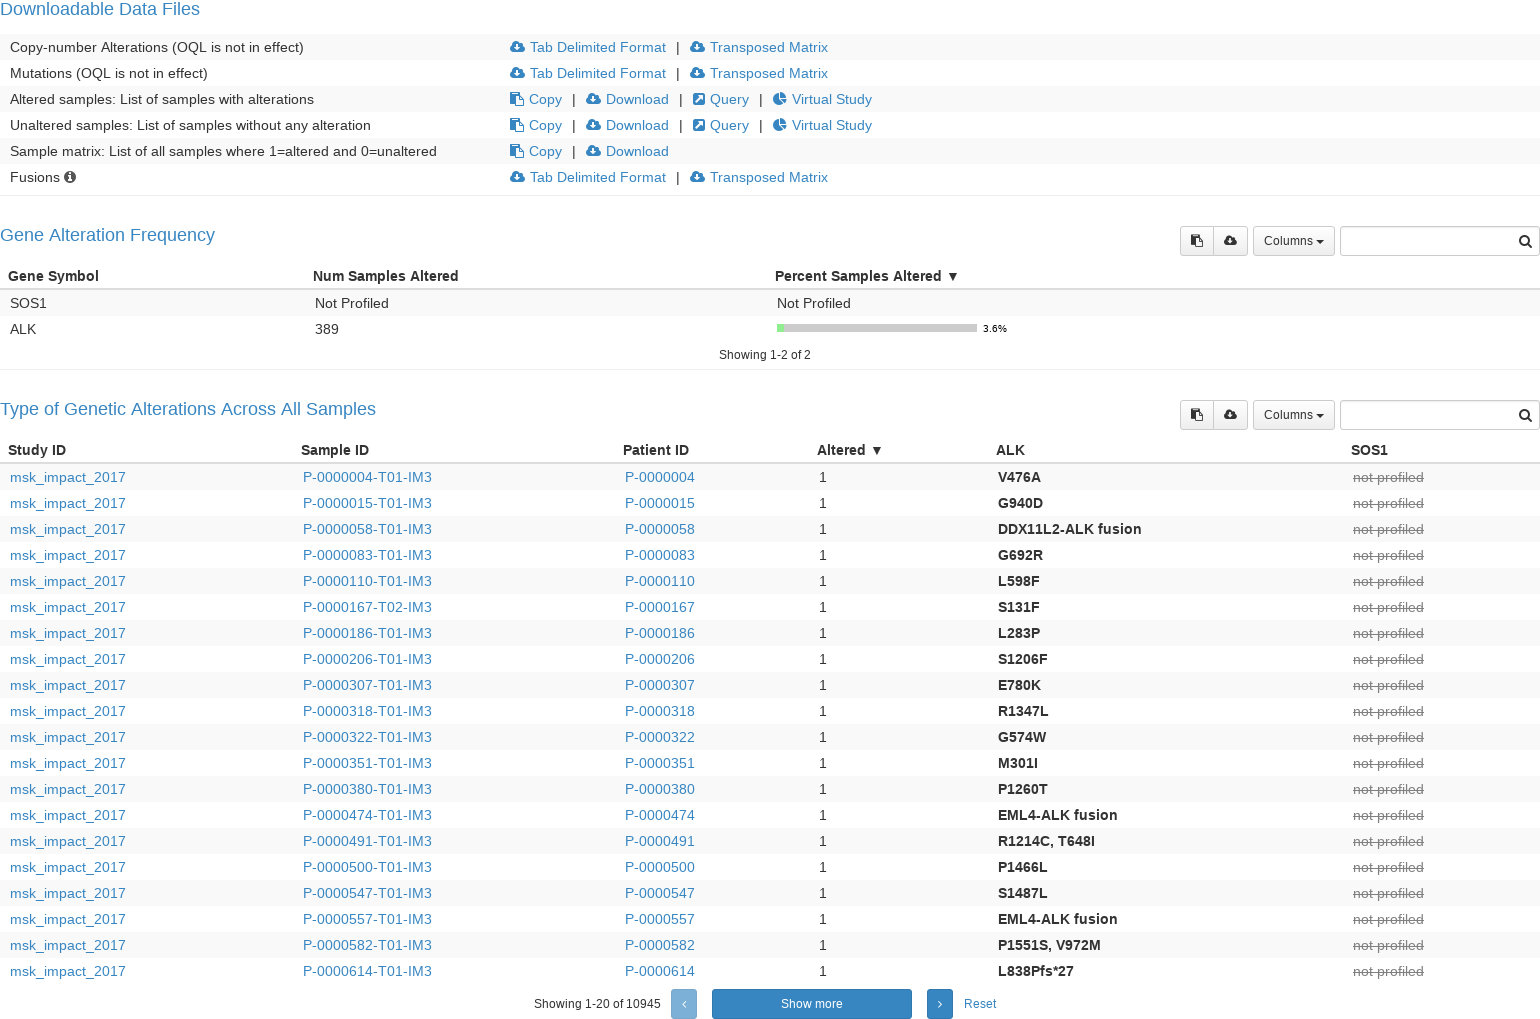 Downloadable Data Files
Copy-number Alterations (OQL is not in effect) Tab Delimited Format | Transposed Matrix
Mutations (OQL is not in effect) Tab Delimited Format | Transposed Matrix
Altered samples: List of samples with alterations Copy | Download | Query | Virtual Study
Unaltered samples: List of samples without any alteration Copy | Download | Query | Virtual Study
Sample matrix: List of all samples where 1=altered and 0=unaltered Copy | Download
Fusions Tab Delimited Format | Transposed Matrix
Gene Alteration Frequency Columns
Gene Symbol Num Samples Altered Percent Samples Altered ▼
SOS1 Not Profiled Not Profiled
ALK 389 3.6%
Showing 1-2 of 2
Type of Genetic Alterations Across All Samples Columns
Study ID Sample ID Patient ID Altered ▼ ALK SOS1
msk_impact_2017 P-0000004-T01-IM3 P-0000004 1 V476A not profiled
msk_impact_2017 P-0000015-T01-IM3 P-0000015 1 G940D not profiled
msk_impact_2017 P-0000058-T01-IM3 P-0000058 1 DDX11L2-ALK fusion not profiled
msk_impact_2017 P-0000083-T01-IM3 P-0000083 1 G692R not profiled
msk_impact_2017 P-0000110-T01-IM3 P-0000110 1 L598F not profiled
msk_impact_2017 P-0000167-T02-IM3 P-0000167 1 S131F not profiled
msk_impact_2017 P-0000186-T01-IM3 P-0000186 1 L283P not profiled
msk_impact_2017 P-0000206-T01-IM3 P-0000206 1 S1206F not profiled
msk_impact_2017 P-0000307-T01-IM3 P-0000307 1 E780K not profiled
msk_impact_2017 P-0000318-T01-IM3 P-0000318 1 R1347L not profiled
msk_impact_2017 P-0000322-T01-IM3 P-0000322 1 G574W not profiled
msk_impact_2017 P-0000351-T01-IM3 P-0000351 1 M301I not profiled
msk_impact_2017 P-0000380-T01-IM3 P-0000380 1 P1260T not profiled
msk_impact_2017 P-0000474-T01-IM3 P-0000474 1 EML4-ALK fusion not profiled
msk_impact_2017 P-0000491-T01-IM3 P-0000491 1 R1214C, T648I not profiled
msk_impact_2017 P-0000500-T01-IM3 P-0000500 1 P1466L not profiled
msk_impact_2017 P-0000547-T01-IM3 P-0000547 1 S1487L not profiled
msk_impact_2017 P-0000557-T01-IM3 P-0000557 1 EML4-ALK fusion not profiled
msk_impact_2017 P-0000582-T01-IM3 P-0000582 1 P1551S, V972M not profiled
msk_impact_2017 P-0000614-T01-IM3 P-0000614 1 L838Pfs*27 not profiled
Showing 1-20 of 10945 ‹ Show more › Reset